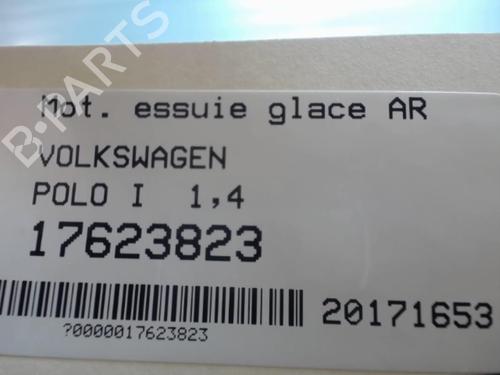 Mot. essuie glace AR
VOLKSWAGEN
POLO I 1,4
17623823
20171653
?0000017623823
B-PARTS